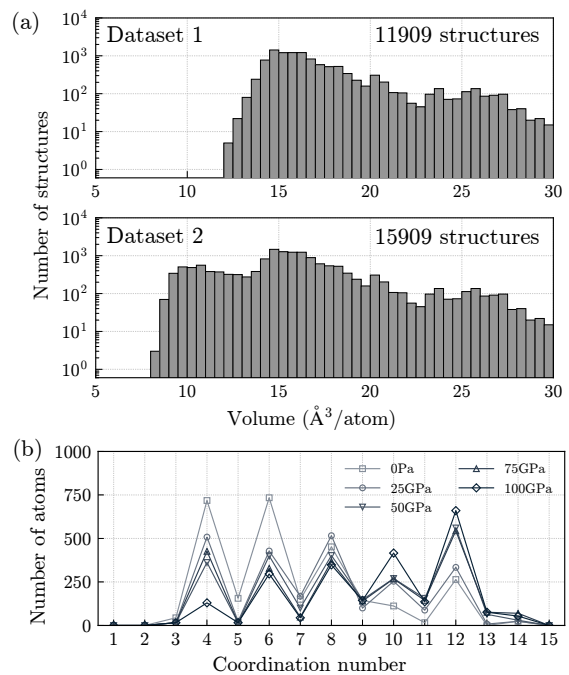 (a)
Dataset 1
11909 structures
10^4
10^3
10^2
10^1
10^0
5 10 15 20 25 30
Dataset 2
15909 structures
10^4
10^3
10^2
10^1
10^0
5 10 15 20 25 30
Number of structures
Volume (Å^3/atom)
(b)
1000
750
500
250
0
0Pa
25GPa
50GPa
75GPa
100GPa
1 2 3 4 5 6 7 8 9 10 11 12 13 14 15
Number of atoms
Coordination number